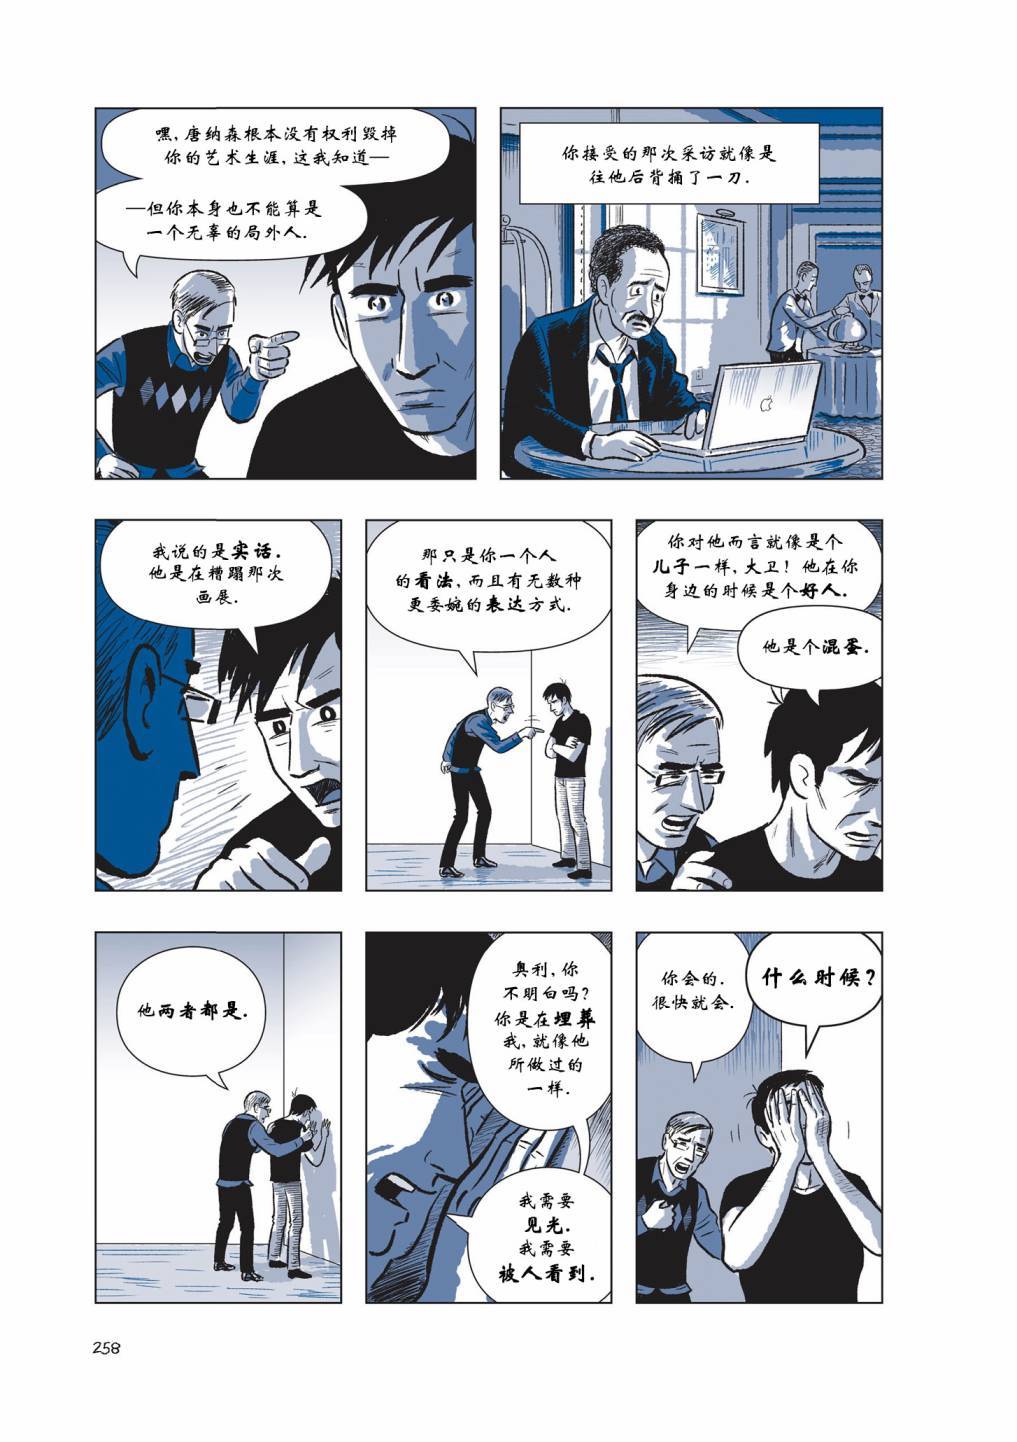 嘿,唐纳森根本没有权利毁掉
你的艺术生涯,这我知道—
—但你本身也不能算是
一个无辜的局外人.
你接受的那次采访就像是
往他后背捅了一刀.
我说的是实话.
他是在糟蹋那次
画展.
那只是你一个人
的看法,而且有无数种
更委婉的表达方式.
你对他而言就像是个
儿子一样,大卫!他在你
身边的时候是个好人.
他是个混蛋.
他两者都是.
奥利,你
不明白吗?
你是在埋葬
我,就像他
所做过的
一样.
我需要
见光.
我需要
被人看到.
你会的.
很快就会.
什么时候?
258